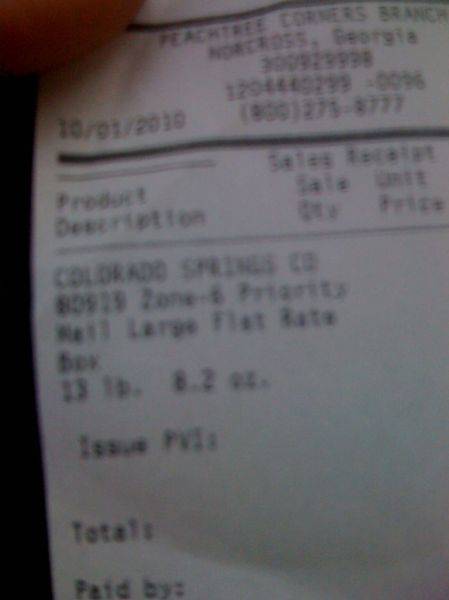 PEACHTREE CORNERS BRANCH
NORCROSS, Georgia
300929998
1204440299 -0096
10/01/2010 (800)275-8777
Sales Receipt
Product Sale Unit
Description Qty Price
COLORADO SPRINGS CO
80919 Zone-6 Priority
Mail Large Flat Rate
Box
13 lb. 8.2 oz.
Issue PVI:
Total:
Paid by: